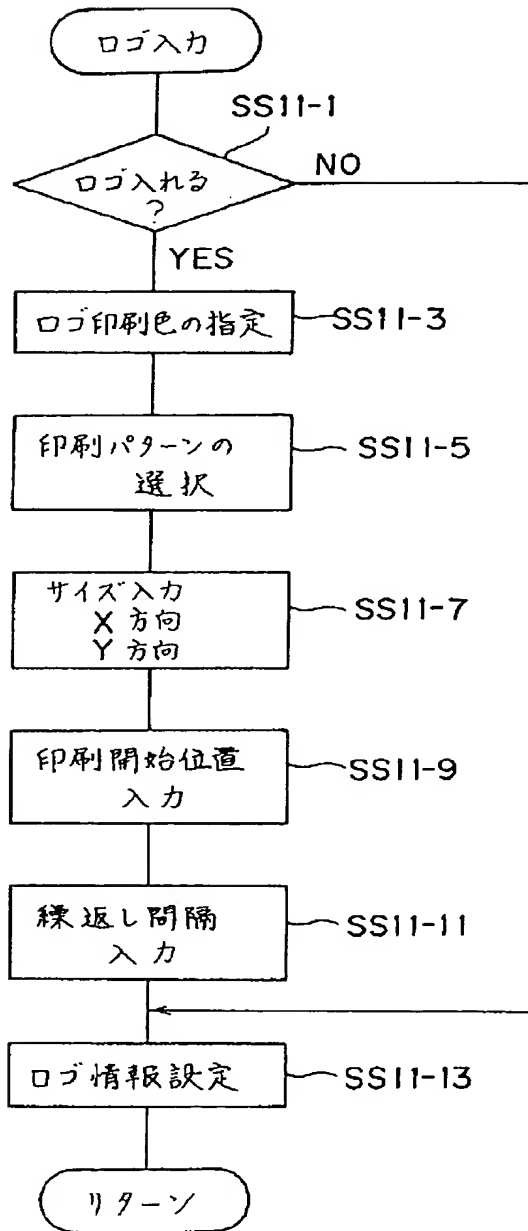 ロゴ入力
SS11-1
ロゴ入れる
?
NO
YES
ロゴ印刷色の指定
SS11-3
印刷パターンの
選択
SS11-5
サイズ入力
X方向
Y方向
SS11-7
印刷開始位置
入力
SS11-9
繰返し間隔
入力
SS11-11
ロゴ情報設定
SS11-13
リターン